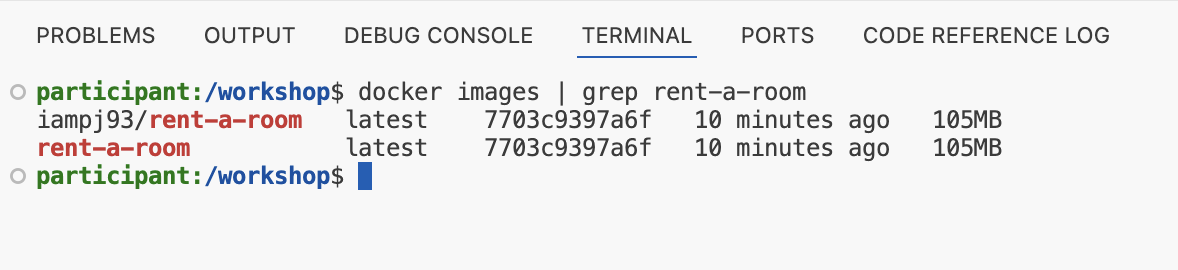 PROBLEMS OUTPUT DEBUG CONSOLE TERMINAL PORTS CODE REFERENCE LOG
participant:/workshop$ docker images | grep rent-a-room
iampj93/rent-a-room latest 7703c9397a6f 10 minutes ago 105MB
rent-a-room latest 7703c9397a6f 10 minutes ago 105MB
participant:/workshop$